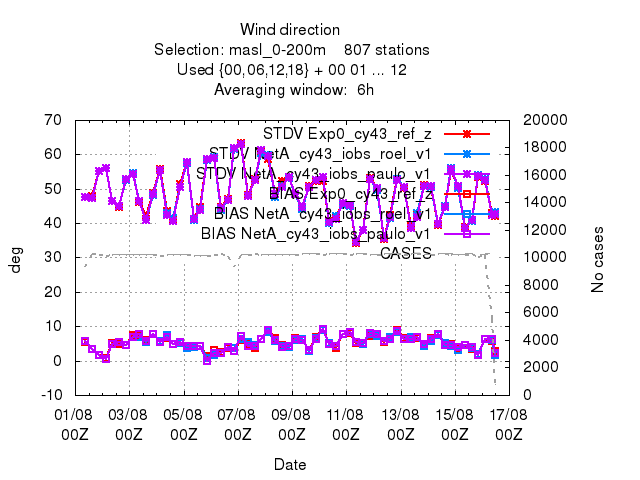 Wind direction
Selection: masl_0-200m 807 stations
Used {00,06,12,18} + 00 01 ... 12
Averaging window: 6h
STDV Exp0_cy43_ref_z
STDV NetA_cy43_iobs_roel_v1
STDV NetA_cy43_iobs_paulo_v1
BIAS Exp0_cy43_ref_z
BIAS NetA_cy43_iobs_roel_v1
BIAS NetA_cy43_iobs_paulo_v1
CASES
70
60
50
40
30
20
10
0
-10
deg
20000
18000
16000
14000
12000
10000
8000
6000
4000
2000
0
No cases
01/08 03/08 05/08 07/08 09/08 11/08 13/08 15/08 17/08
00Z 00Z 00Z 00Z 00Z 00Z 00Z 00Z 00Z
Date